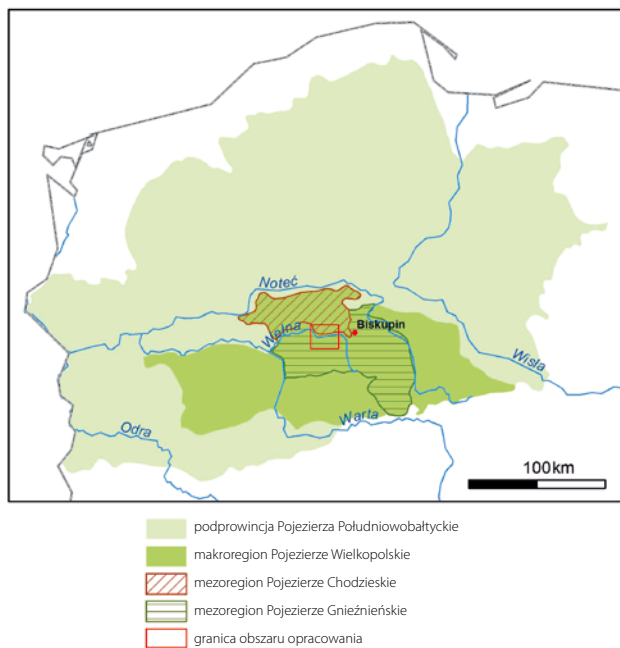 Noteć
Wełna
Biskupin
Wisła
Warta
Odra
100km
podprowincja Pojezierza Południowobałtyckie
makroregion Pojezierze Wielkopolskie
mezoregion Pojezierze Chodzieskie
mezoregion Pojezierze Gnieźnieńskie
granica obszaru opracowania